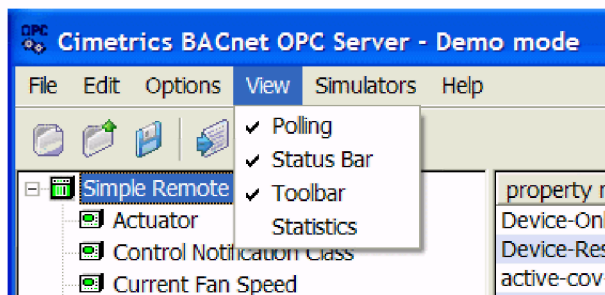 OPC
Cimetrics BACnet OPC Server - Demo mode
File Edit Options View Simulators Help
Polling
Status Bar
Toolbar
Statistics
Simple Remote
Actuator
Control Notification Class
Current Fan Speed
property
Device-Onl
Device-Res
active-cov-